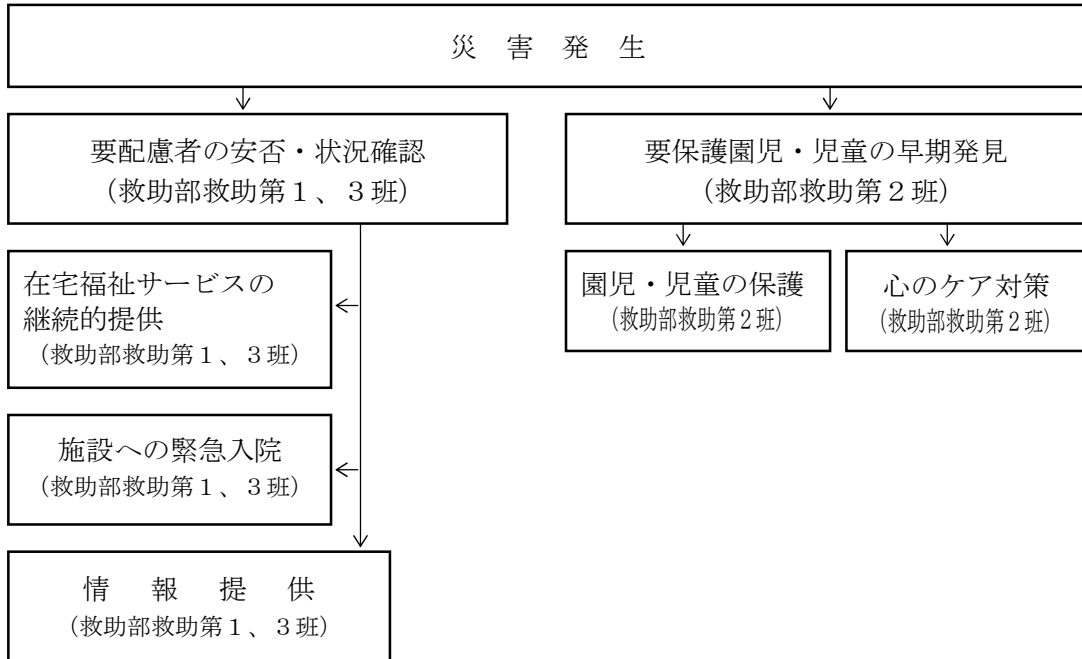 災　害　発　生
要配慮者の安否・状況確認
（救助部救助第１、３班）
要保護園児・児童の早期発見
（救助部救助第２班）
在宅福祉サービスの
継続的提供
（救助部救助第１、３班）
園児・児童の保護
（救助部救助第２班）
心のケア対策
（救助部救助第２班）
施設への緊急入院
（救助部救助第１、３班）
情　報　提　供
（救助部救助第１、３班）